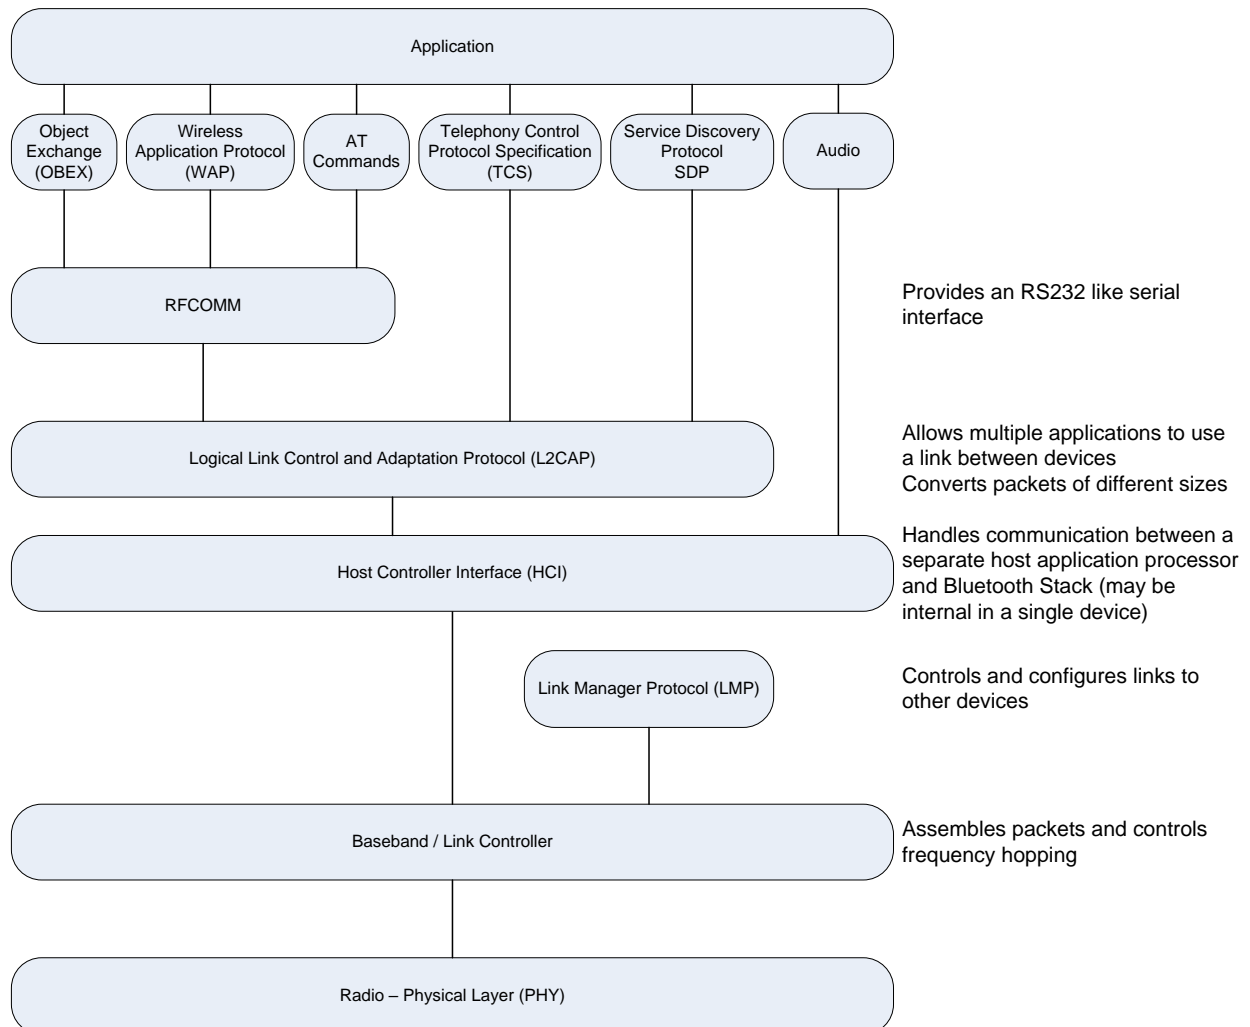 Application
Object
Exchange
(OBEX)
Wireless
Application Protocol
(WAP)
AT
Commands
Telephony Control
Protocol Specification
(TCS)
Service Discovery
Protocol
SDP
Audio
RFCOMM
Provides an RS232 like serial
interface
Logical Link Control and Adaptation Protocol (L2CAP)
Allows multiple applications to use
a link between devices
Converts packets of different sizes
Host Controller Interface (HCI)
Handles communication between a
separate host application processor
and Bluetooth Stack (may be
internal in a single device)
Link Manager Protocol (LMP)
Controls and configures links to
other devices
Baseband / Link Controller
Assembles packets and controls
frequency hopping
Radio – Physical Layer (PHY)